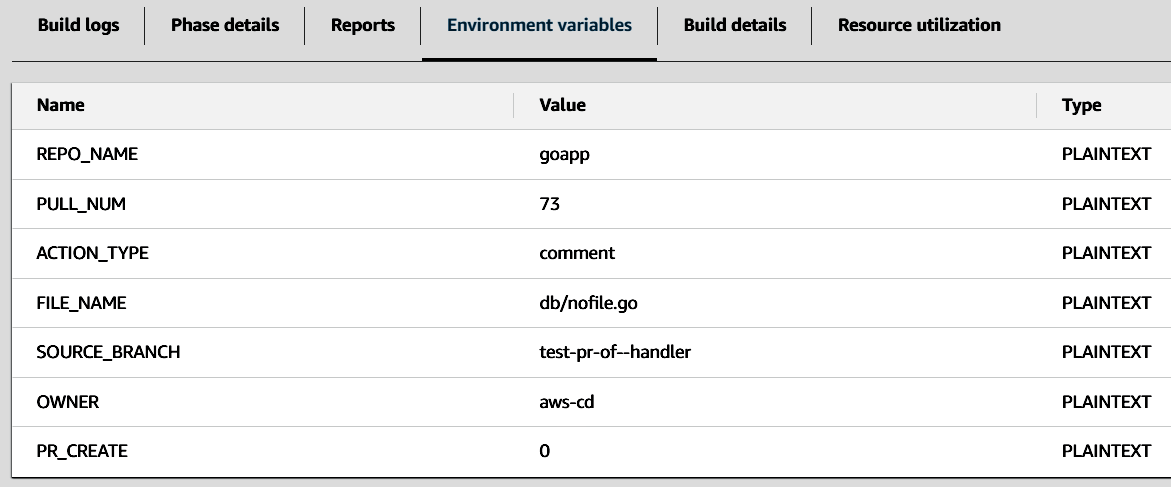 Build logs Phase details Reports Environment variables Build details Resource utilization
Name Value Type
REPO_NAME goapp PLAINTEXT
PULL_NUM 73 PLAINTEXT
ACTION_TYPE comment PLAINTEXT
FILE_NAME db/nofile.go PLAINTEXT
SOURCE_BRANCH test-pr-of--handler PLAINTEXT
OWNER aws-cd PLAINTEXT
PR_CREATE 0 PLAINTEXT